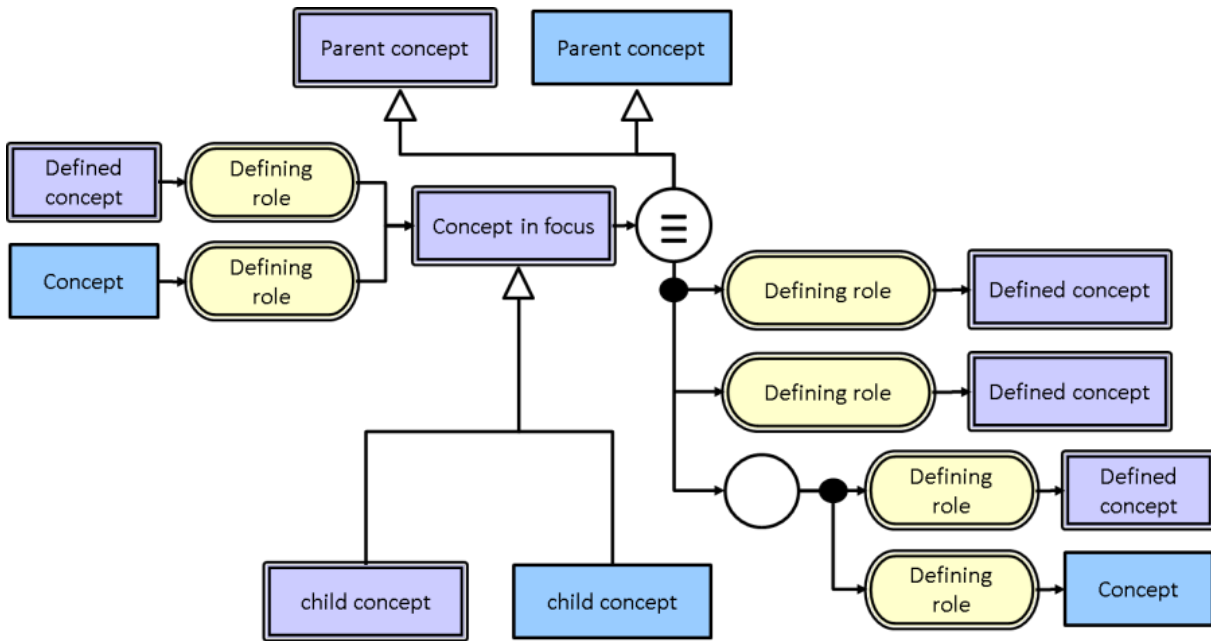 Parent concept
Parent concept
Defined
concept
Defining
role
Concept in focus
Concept
Defining
role
Defining role
Defined concept
Defining role
Defined concept
Defining
role
Defined
concept
child concept
child concept
Defining
role
Concept